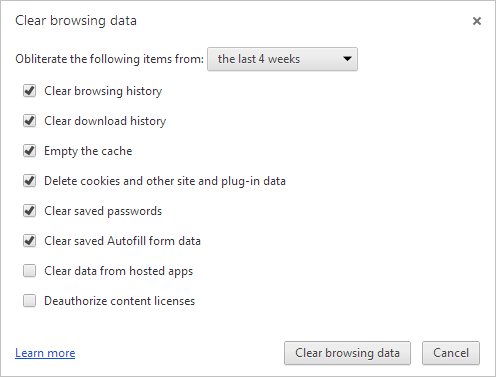 Clear browsing data
Obliterate the following items from: the last 4 weeks
Clear browsing history
Clear download history
Empty the cache
Delete cookies and other site and plug-in data
Clear saved passwords
Clear saved Autofill form data
Clear data from hosted apps
Deauthorize content licenses
Learn more Clear browsing data Cancel